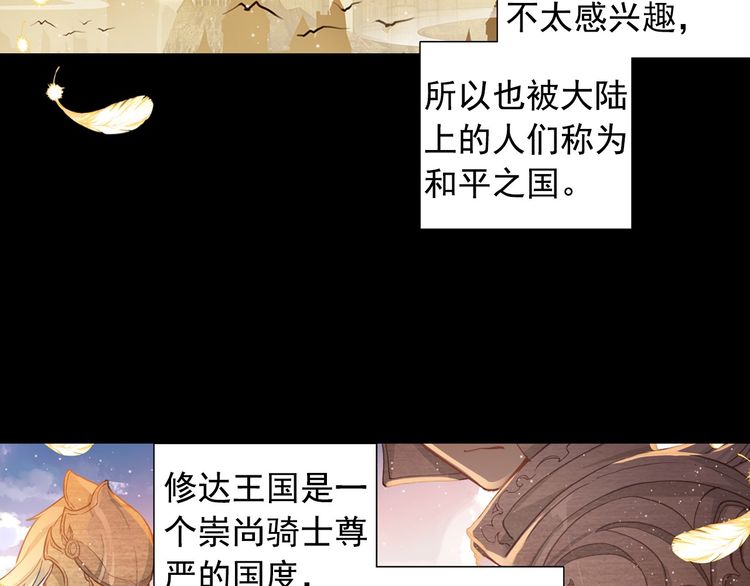 不太感兴趣，
所以也被大陆
上的人们称为
和平之国。
修达王国是一
个崇尚骑士尊
严的国度，